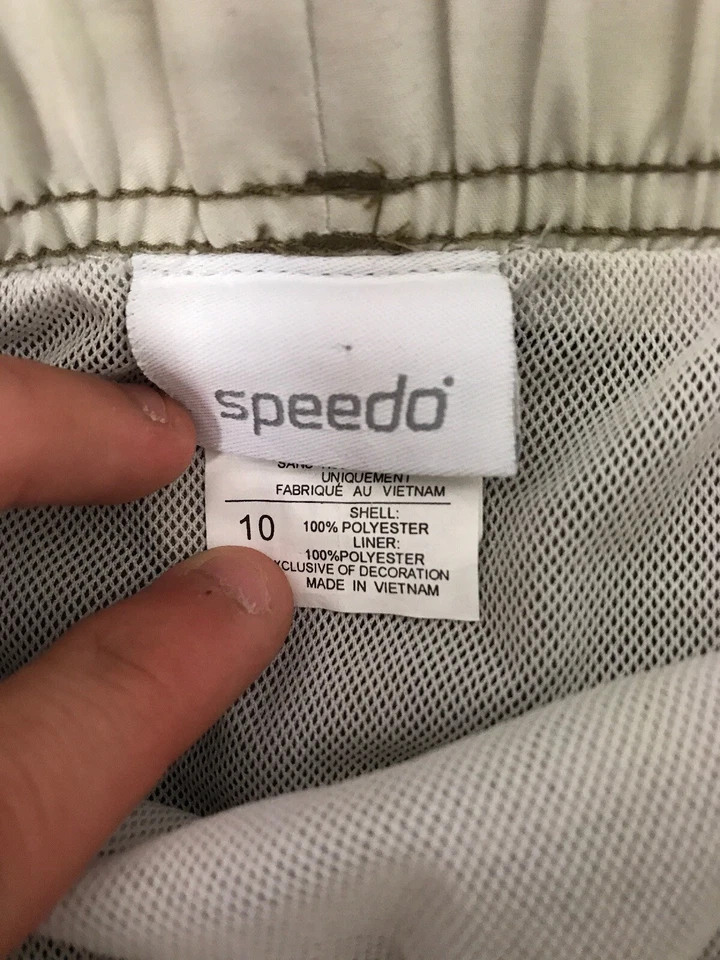 speedo
UNIQUEMENT
FABRIQUÉ AU VIETNAM
10
SHELL:
100% POLYESTER
LINER:
100%POLYESTER
XCLUSIVE OF DECORATION
MADE IN VIETNAM